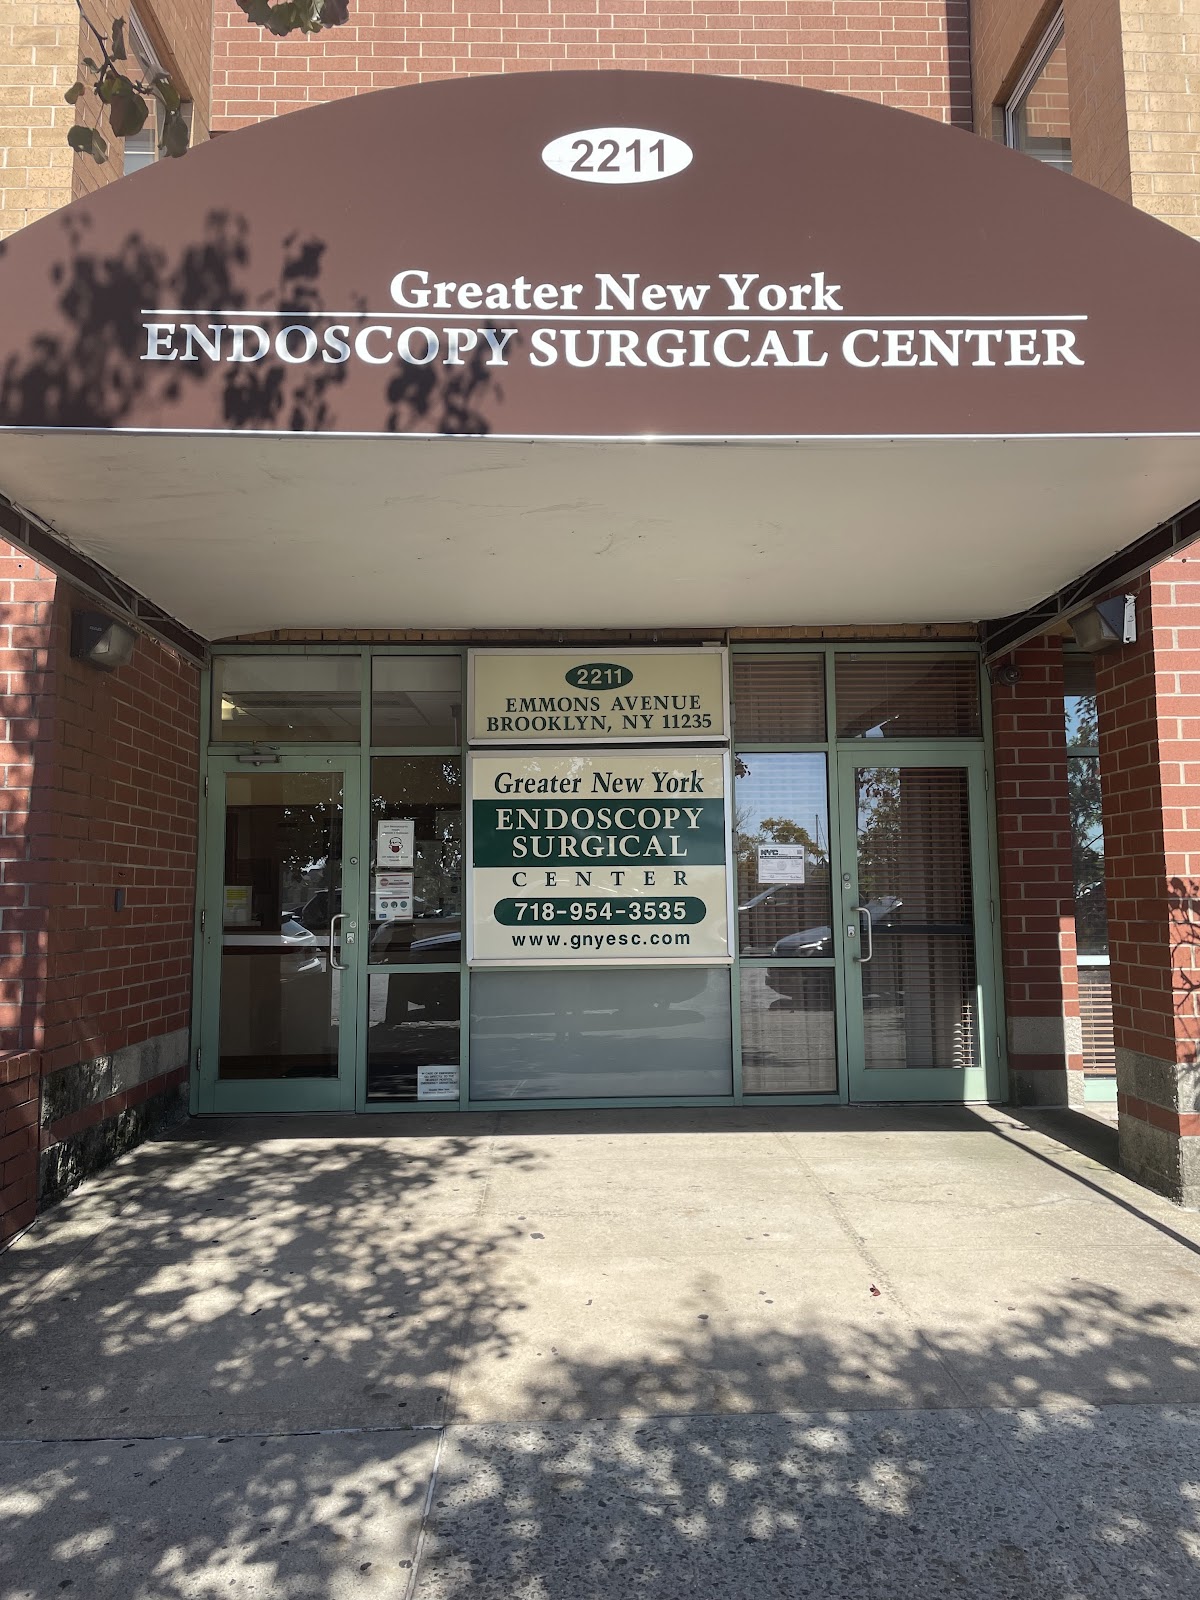 2211
Greater New York
ENDOSCOPY SURGICAL CENTER
2211
EMMONS AVENUE
BROOKLYN, NY 11235
Greater New York
ENDOSCOPY
SURGICAL
CENTER
718-954-3535
www.gnyesc.com
NYC